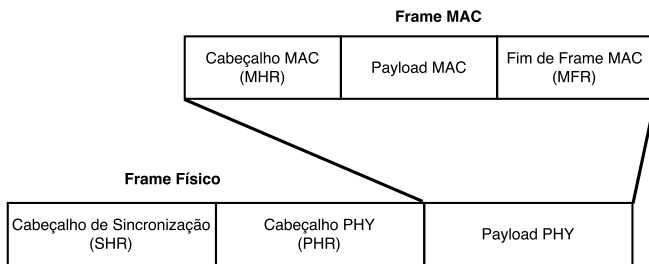 Frame MAC
Cabeçalho MAC
(MHR)
Payload MAC
Fim de Frame MAC
(MFR)
Frame Físico
Cabeçalho de Sincronização
(SHR)
Cabeçalho PHY
(PHR)
Payload PHY